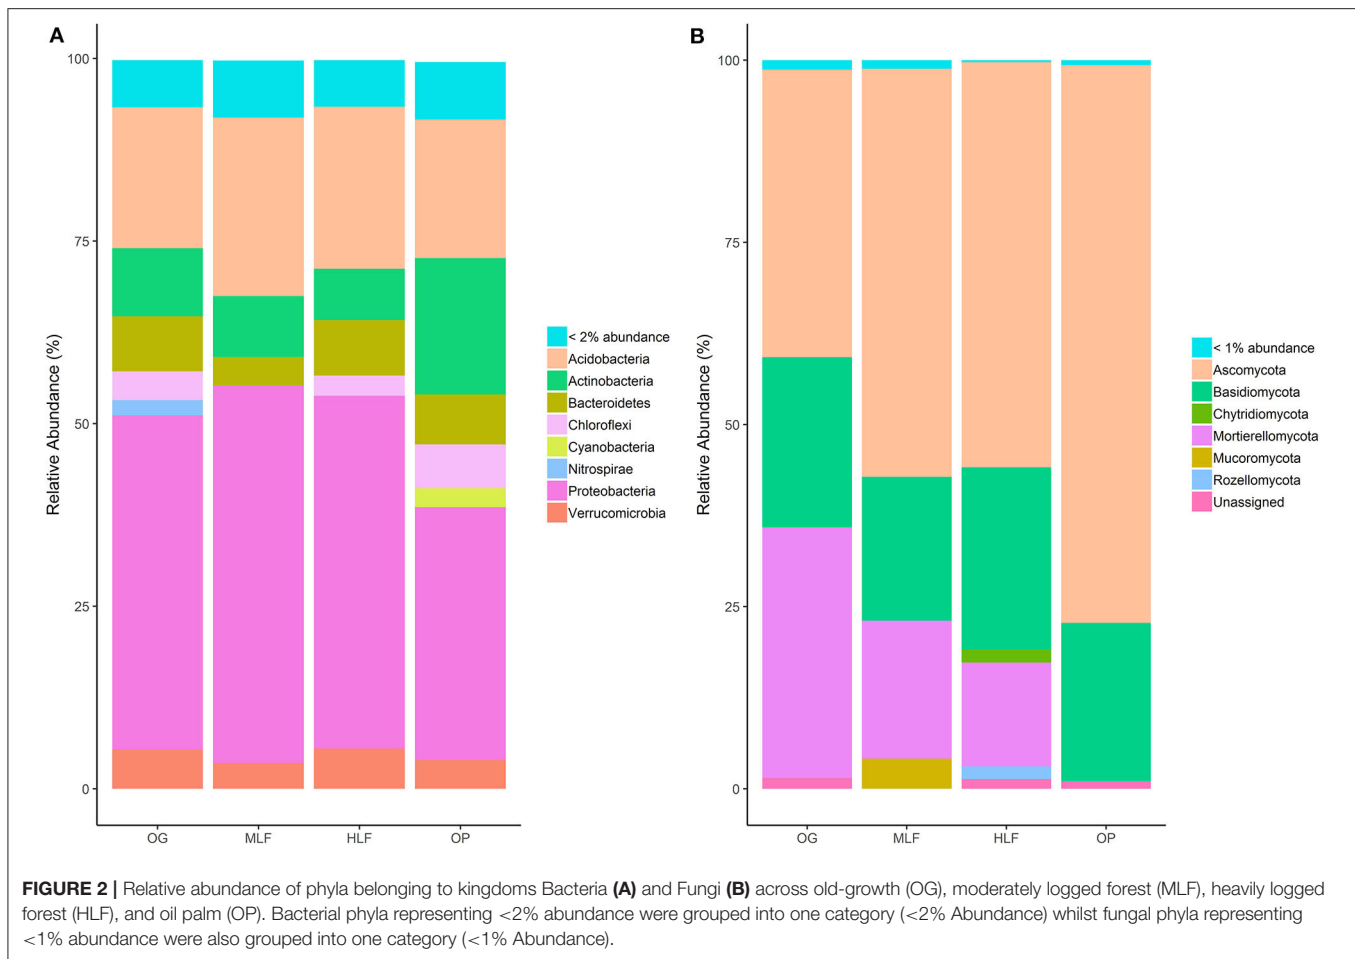 A
100
75
50
25
0
Relative Abundance (%)
OG MLF HLF OP
< 2% abundance
Acidobacteria
Actinobacteria
Bacteroidetes
Chloroflexi
Cyanobacteria
Nitrospirae
Proteobacteria
Verrucomicrobia
B
100
75
50
25
0
Relative Abundance (%)
OG MLF HLF OP
< 1% abundance
Ascomycota
Basidiomycota
Chytridiomycota
Mortierellomycota
Mucoromycota
Rozellomycota
Unassigned
FIGURE 2 | Relative abundance of phyla belonging to kingdoms Bacteria (A) and Fungi (B) across old-growth (OG), moderately logged forest (MLF), heavily logged
forest (HLF), and oil palm (OP). Bacterial phyla representing <2% abundance were grouped into one category (<2% Abundance) whilst fungal phyla representing
<1% abundance were also grouped into one category (<1% Abundance).